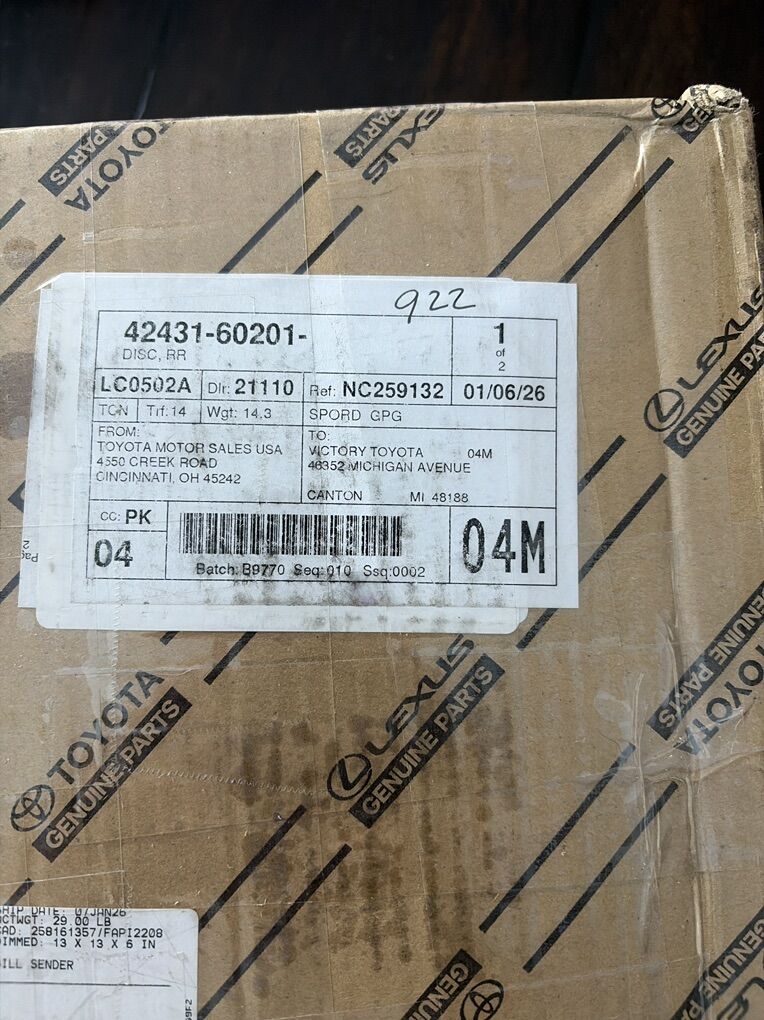 TOYOTA
PARTS
LEXUS
PARTS
922
42431-60201-
DISC, RR
1
of
2
LC0502A
Dlr: 21110
Ref: NC259132
01/06/26
TCN
Trf: 14
Wgt: 14.3
SPORD GPG
FROM:
TOYOTA MOTOR SALES USA
4550 CREEK ROAD
CINCINNATI, OH 45242
TO:
VICTORY TOYOTA 04M
46352 MICHIGAN AVENUE
CANTON MI 48188
CC: PK
04
Batch: B9770 Seq:010 Ssq:0002
04M
LEXUS
GENUINE PARTS
TOYOTA
GENUINE PARTS
LEXUS
GENUINE PARTS
GENUINE PARTS
TOYOTA
SHIP DATE: 07JAN26
ACTWGT: 29.00 LB
CAD: 258161357/FAPI2208
DIMMED: 13 X 13 X 6 IN
BILL SENDER
GENUINE